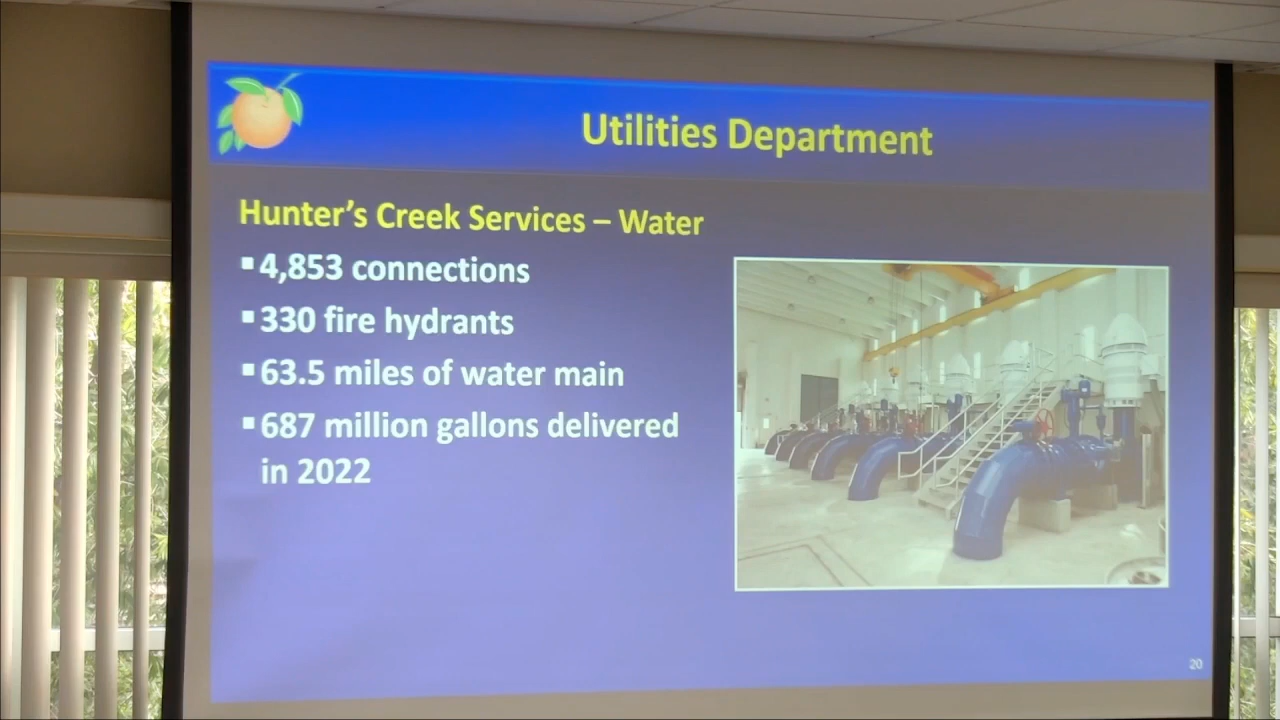 Utilities Department
Hunter's Creek Services – Water
▪4,853 connections
▪330 fire hydrants
▪63.5 miles of water main
▪687 million gallons delivered
in 2022
20